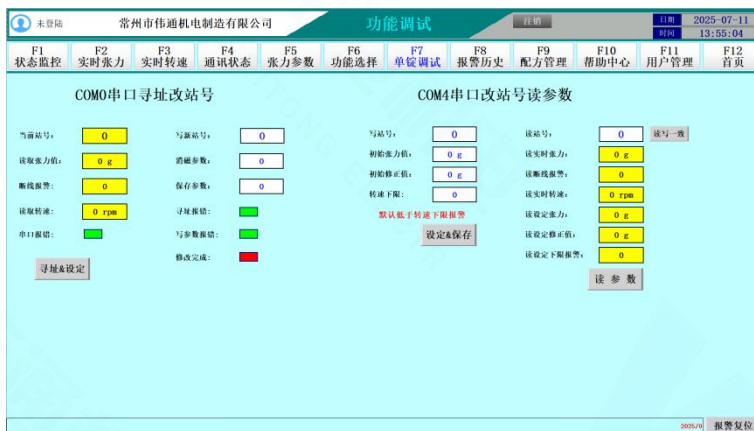 未登陆
常州市伟通机电制造有限公司
功能调试
注销
日期 2025-07-11
时间 13:55:04
F1 F2 F3 F4 F5 F6 F7 F8 F9 F10 F11 F12
状态监控 实时张力 实时转速 通讯状态 张力参数 功能选择 单锭调试 报警历史 配方管理 帮助中心 用户管理 首页
COM0串口寻址改站号
当前站号: 0 写新站号: 0
读取张力值: 0 g 消磁参数: 0
断线报警: 0 保存参数: 0
读取转速: 0 rpm 寻址报错:
串口报错: 写参数报错:
修改完成:
寻址&设定
COM4串口改站号读参数
写站号: 0 读站号: 0 读写一致
初始张力值: 0 g 读实时张力: 0 g
初始修正值: 0 g 读断线报警: 0
转速下限: 0 读实时转速: 0 rpm
默认低于转速下限报警 读设定张力: 0 g
设定&保存 读设定修正值: 0 g
读设定下限报警: 0
读 参 数
2025/0 报警复位